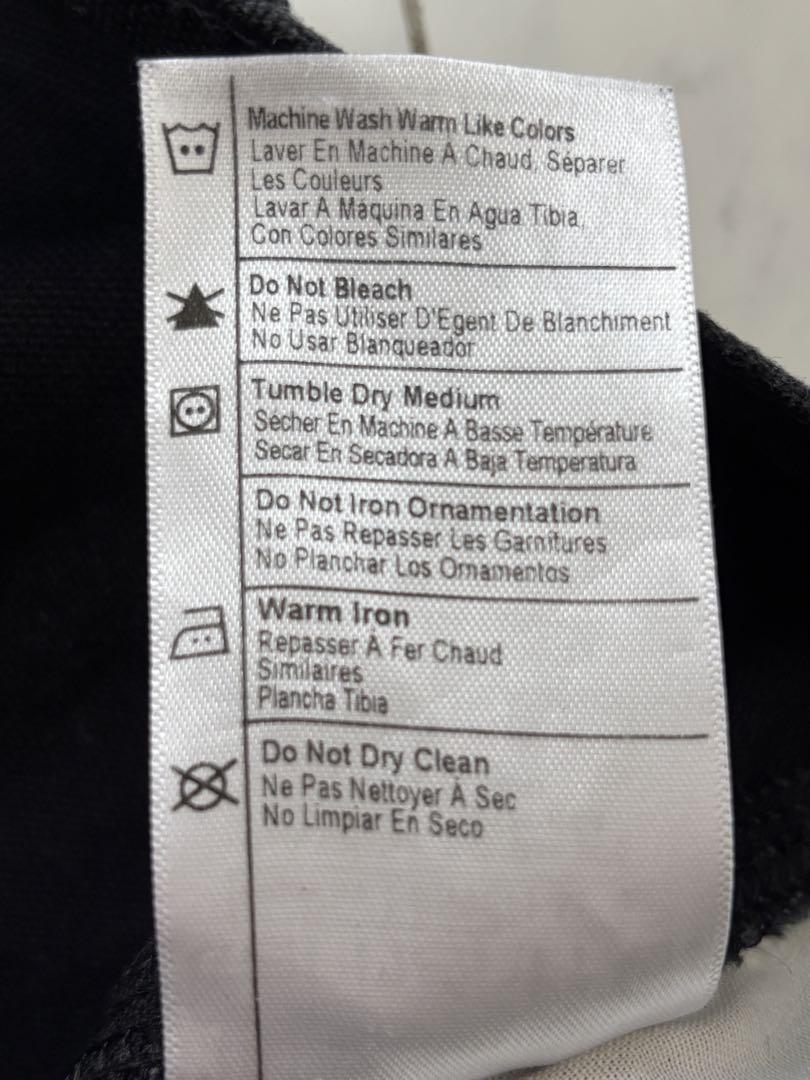 Machine Wash Warm Like Colors
Laver En Machine A Chaud, Séparer
Les Couleurs
Lavar A Máquina En Agua Tibia,
Con Colores Similares
Do Not Bleach
Ne Pas Utiliser D'Egent De Blanchiment
No Usar Blanqueador
Tumble Dry Medium
Sécher En Machine A Basse Température
Secar En Secadora A Baja Temperatura
Do Not Iron Ornamentation
Ne Pas Repasser Les Garnitures
No Planchar Los Ornamentos
Warm Iron
Repasser À Fer Chaud
Similaires
Plancha Tibia
Do Not Dry Clean
Ne Pas Nettoyer À Sec
No Limpiar En Seco